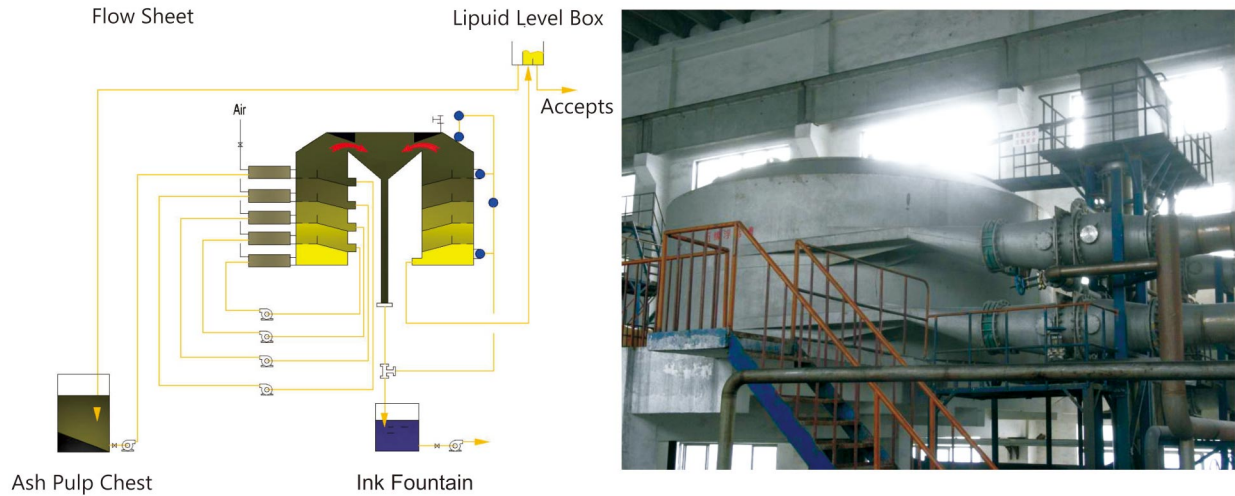 Flow Sheet
Lipuid Level Box
Accepts
Air
Ash Pulp Chest
Ink Fountain